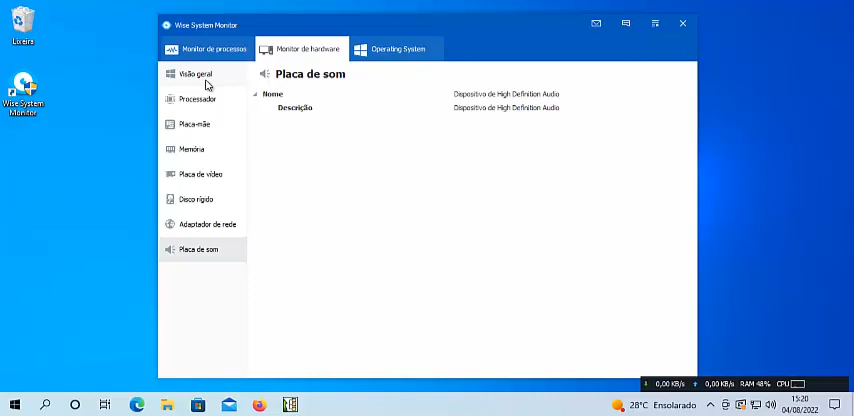 Lixeira
Wise System
Monitor
Wise System Monitor
Monitor de processos
Monitor de hardware
Operating System
Visão geral
Processador
Placa-mãe
Memória
Placa de vídeo
Disco rígido
Adaptador de rede
Placa de som
Placa de som
Nome Dispositivo de High Definition Audio
Descrição Dispositivo de High Definition Audio
0,00 KB/s 0,00 KB/s RAM 48% CPU
28°C Ensolarado
15:20
04/08/2022